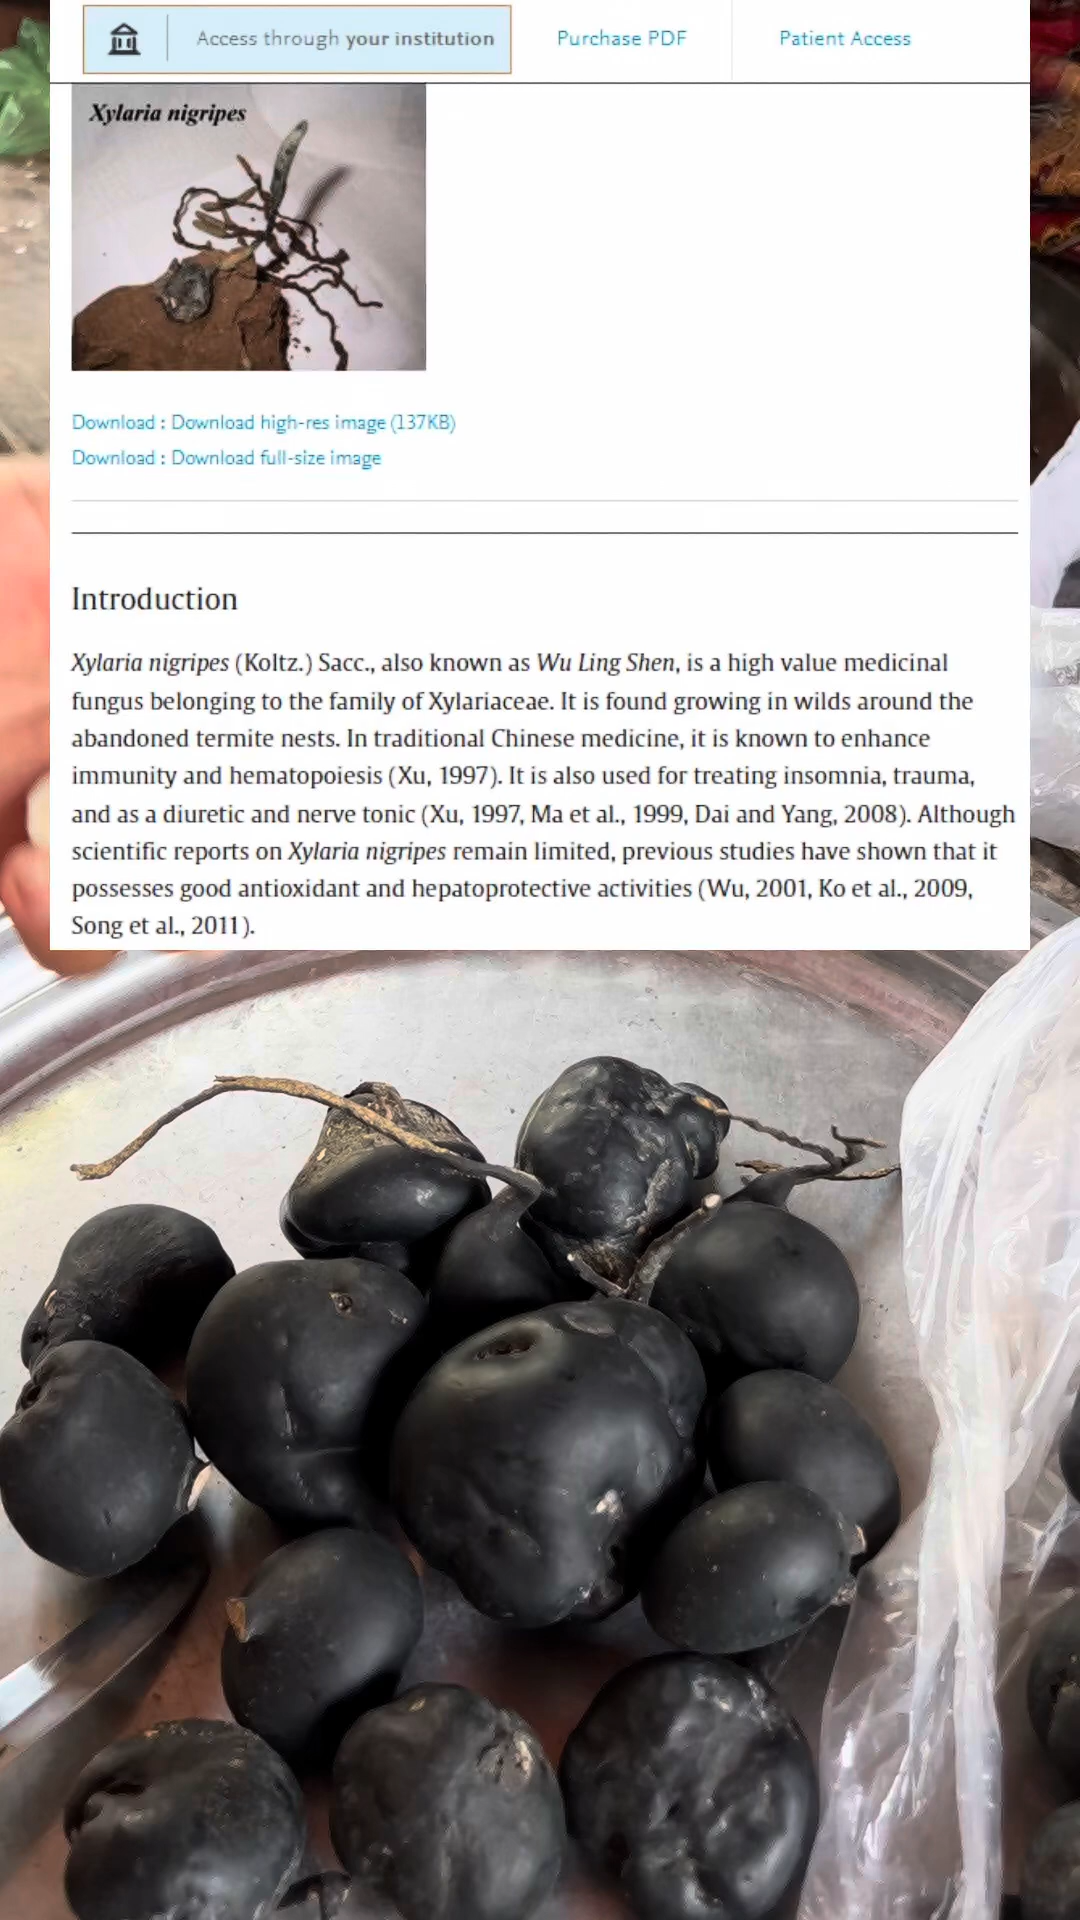 Access through your institution
Purchase PDF
Patient Access
Xylaria nigripes
Download : Download high-res image (137KB)
Download : Download full-size image
Introduction
Xylaria nigripes (Koltz.) Sacc., also known as Wu Ling Shen, is a high value medicinal
fungus belonging to the family of Xylariaceae. It is found growing in wilds around the
abandoned termite nests. In traditional Chinese medicine, it is known to enhance
immunity and hematopoiesis (Xu, 1997). It is also used for treating insomnia, trauma,
and as a diuretic and nerve tonic (Xu, 1997, Ma et al., 1999, Dai and Yang, 2008). Although
scientific reports on Xylaria nigripes remain limited, previous studies have shown that it
possesses good antioxidant and hepatoprotective activities (Wu, 2001, Ko et al., 2009,
Song et al., 2011).